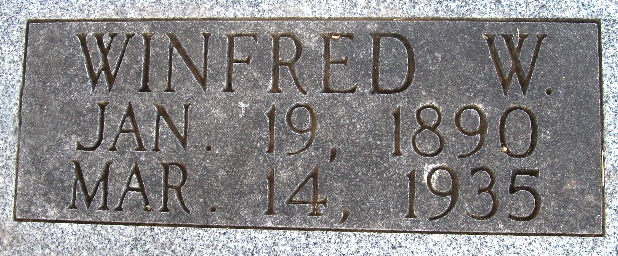 WINFRED W.
JAN. 19, 1890
MAR. 14, 1935